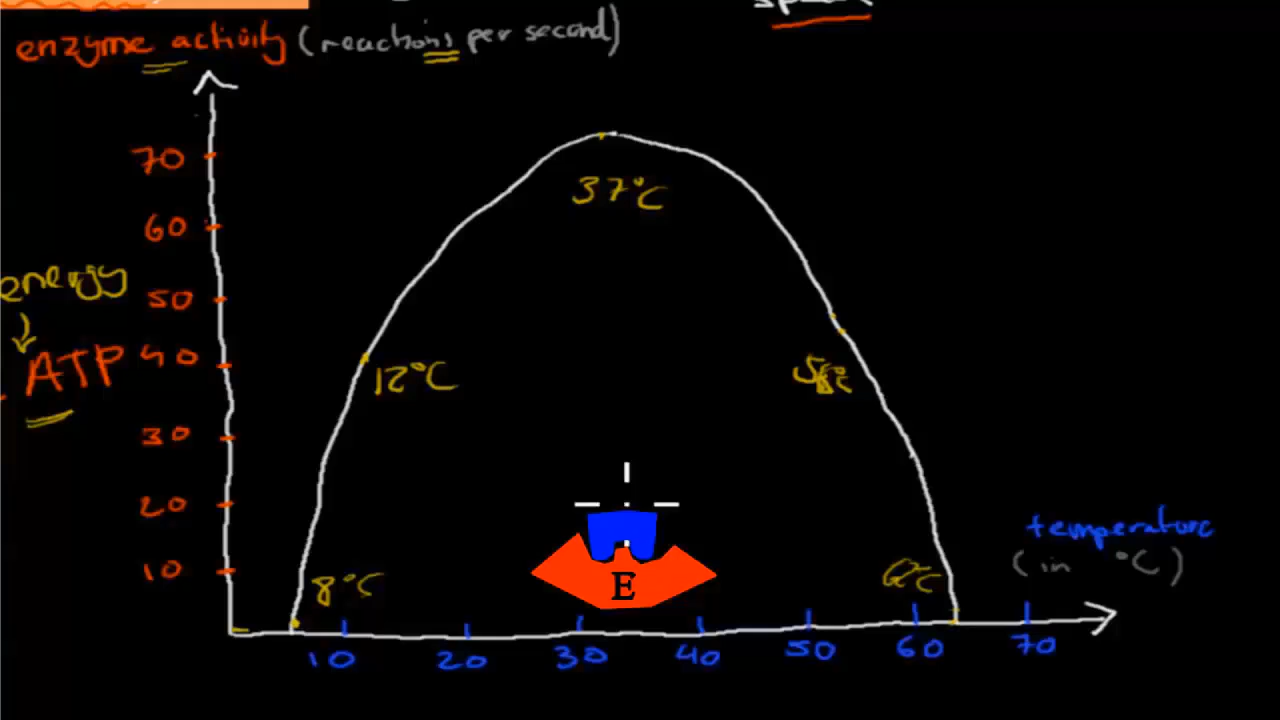 enzyme activity (reactions per second)
70
37°C
60
energy
50
ATP
40
12°C
30
20
temperature
(in °C)
10
8°C
E
10 20 30 40 50 60 70